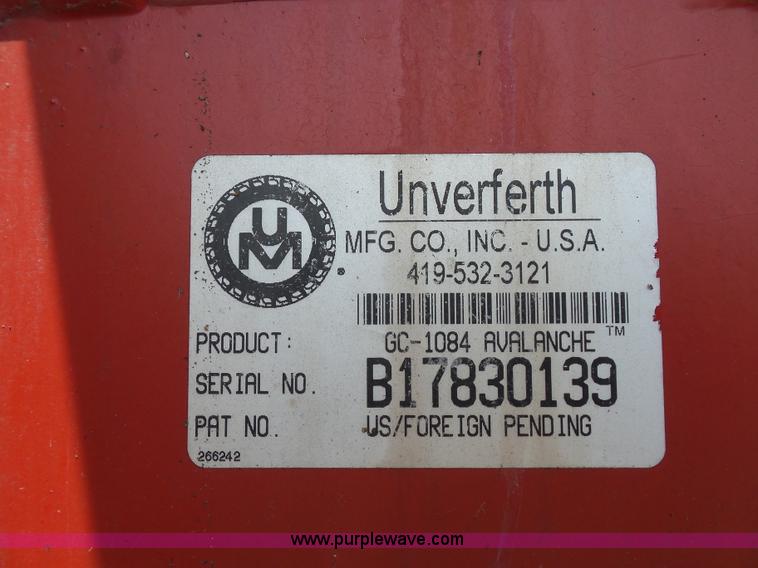 UM
Unverferth
MFG. CO., INC. - U.S.A.
419-532-3121
PRODUCT: GC-1084 AVALANCHE™
SERIAL NO. B17830139
PAT NO. US/FOREIGN PENDING
266242
www.purplewave.com